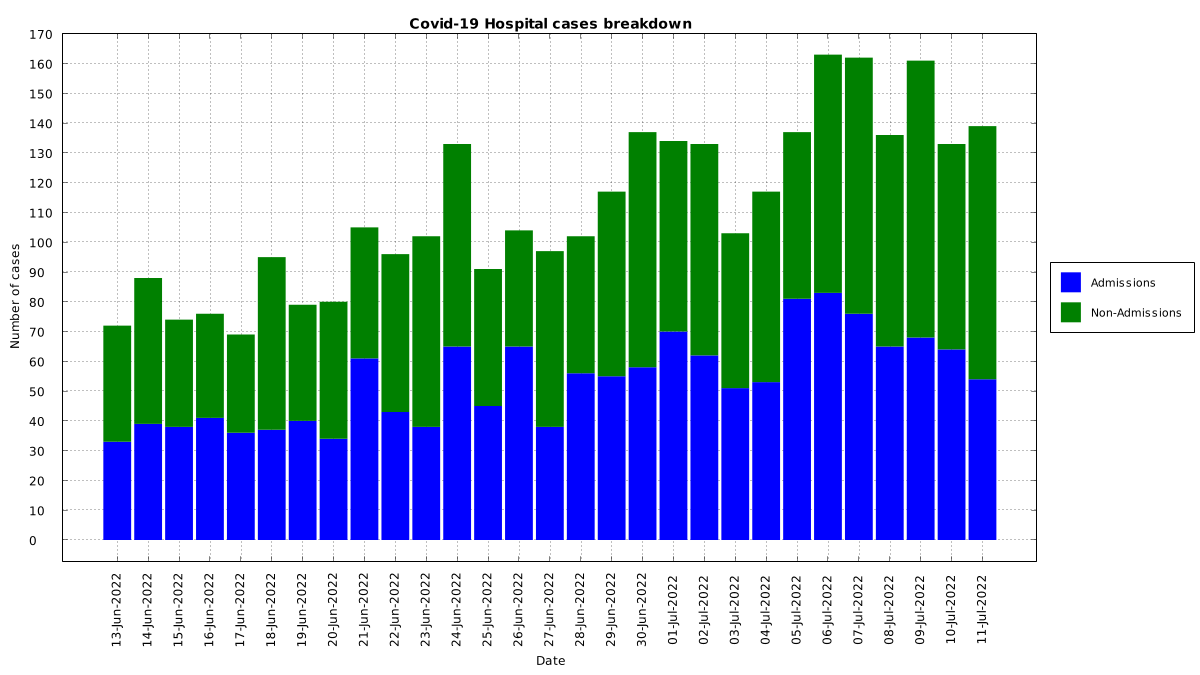 Covid-19 Hospital cases breakdown
170
160
150
140
130
120
110
100
90
80
70
60
50
40
30
20
10
0
Number of cases
13-Jun-2022
14-Jun-2022
15-Jun-2022
16-Jun-2022
17-Jun-2022
18-Jun-2022
19-Jun-2022
20-Jun-2022
21-Jun-2022
22-Jun-2022
23-Jun-2022
24-Jun-2022
25-Jun-2022
26-Jun-2022
27-Jun-2022
28-Jun-2022
29-Jun-2022
30-Jun-2022
01-Jul-2022
02-Jul-2022
03-Jul-2022
04-Jul-2022
05-Jul-2022
06-Jul-2022
07-Jul-2022
08-Jul-2022
09-Jul-2022
10-Jul-2022
11-Jul-2022
Date
Admissions
Non-Admissions